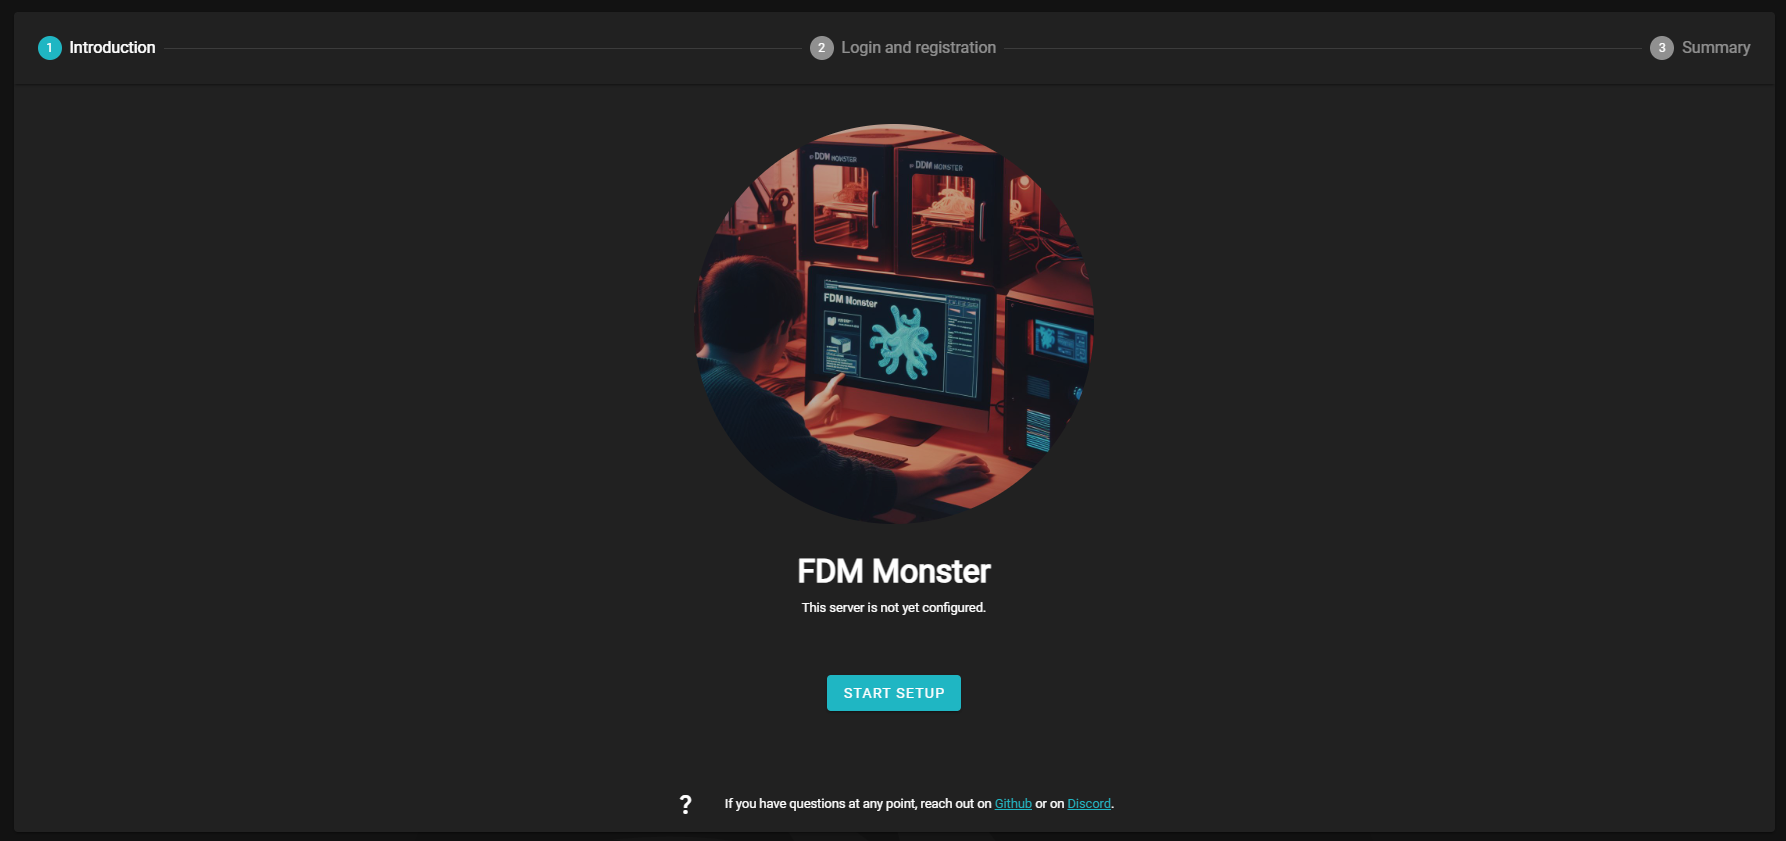 1 Introduction
2 Login and registration
3 Summary
BY DDM MONSTER
BY DDM MONSTER
FDM Monster
FDM Monster
This server is not yet configured.
START SETUP
? If you have questions at any point, reach out on Github or on Discord.